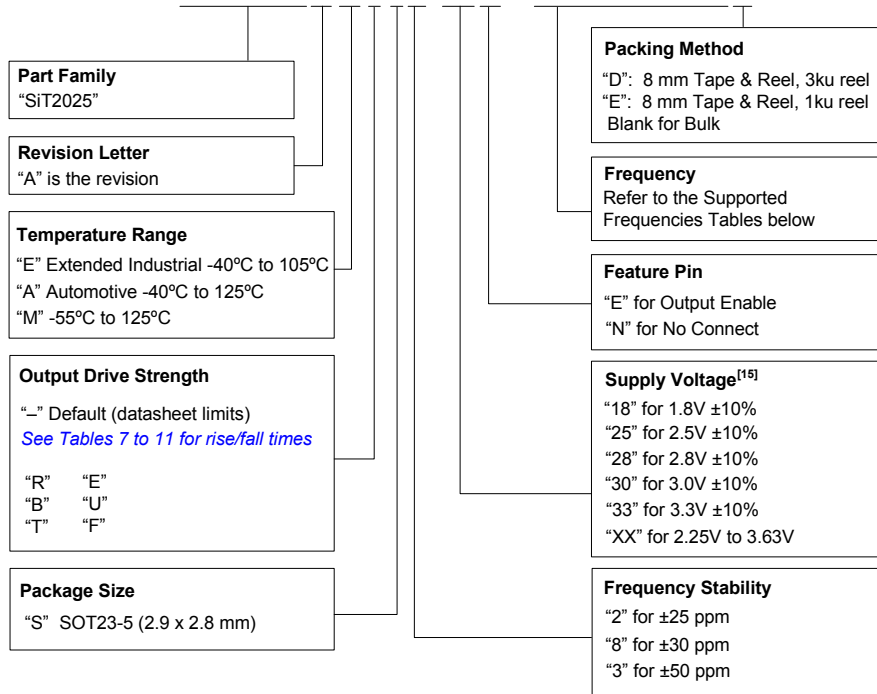 Part Family
“SiT2025”
Revision Letter
“A” is the revision
Temperature Range
“E” Extended Industrial -40ºC to 105ºC
“A” Automotive -40ºC to 125ºC
“M” -55ºC to 125ºC
Output Drive Strength
“–” Default (datasheet limits)
See Tables 7 to 11 for rise/fall times
“R” “E”
“B” “U”
“T” “F”
Package Size
“S” SOT23-5 (2.9 x 2.8 mm)
Packing Method
“D”: 8 mm Tape & Reel, 3ku reel
“E”: 8 mm Tape & Reel, 1ku reel
Blank for Bulk
Frequency
Refer to the Supported
Frequencies Tables below
Feature Pin
“E” for Output Enable
“N” for No Connect
Supply Voltage[15]
“18” for 1.8V ±10%
“25” for 2.5V ±10%
“28” for 2.8V ±10%
“30” for 3.0V ±10%
“33” for 3.3V ±10%
“XX” for 2.25V to 3.63V
Frequency Stability
“2” for ±25 ppm
“8” for ±30 ppm
“3” for ±50 ppm